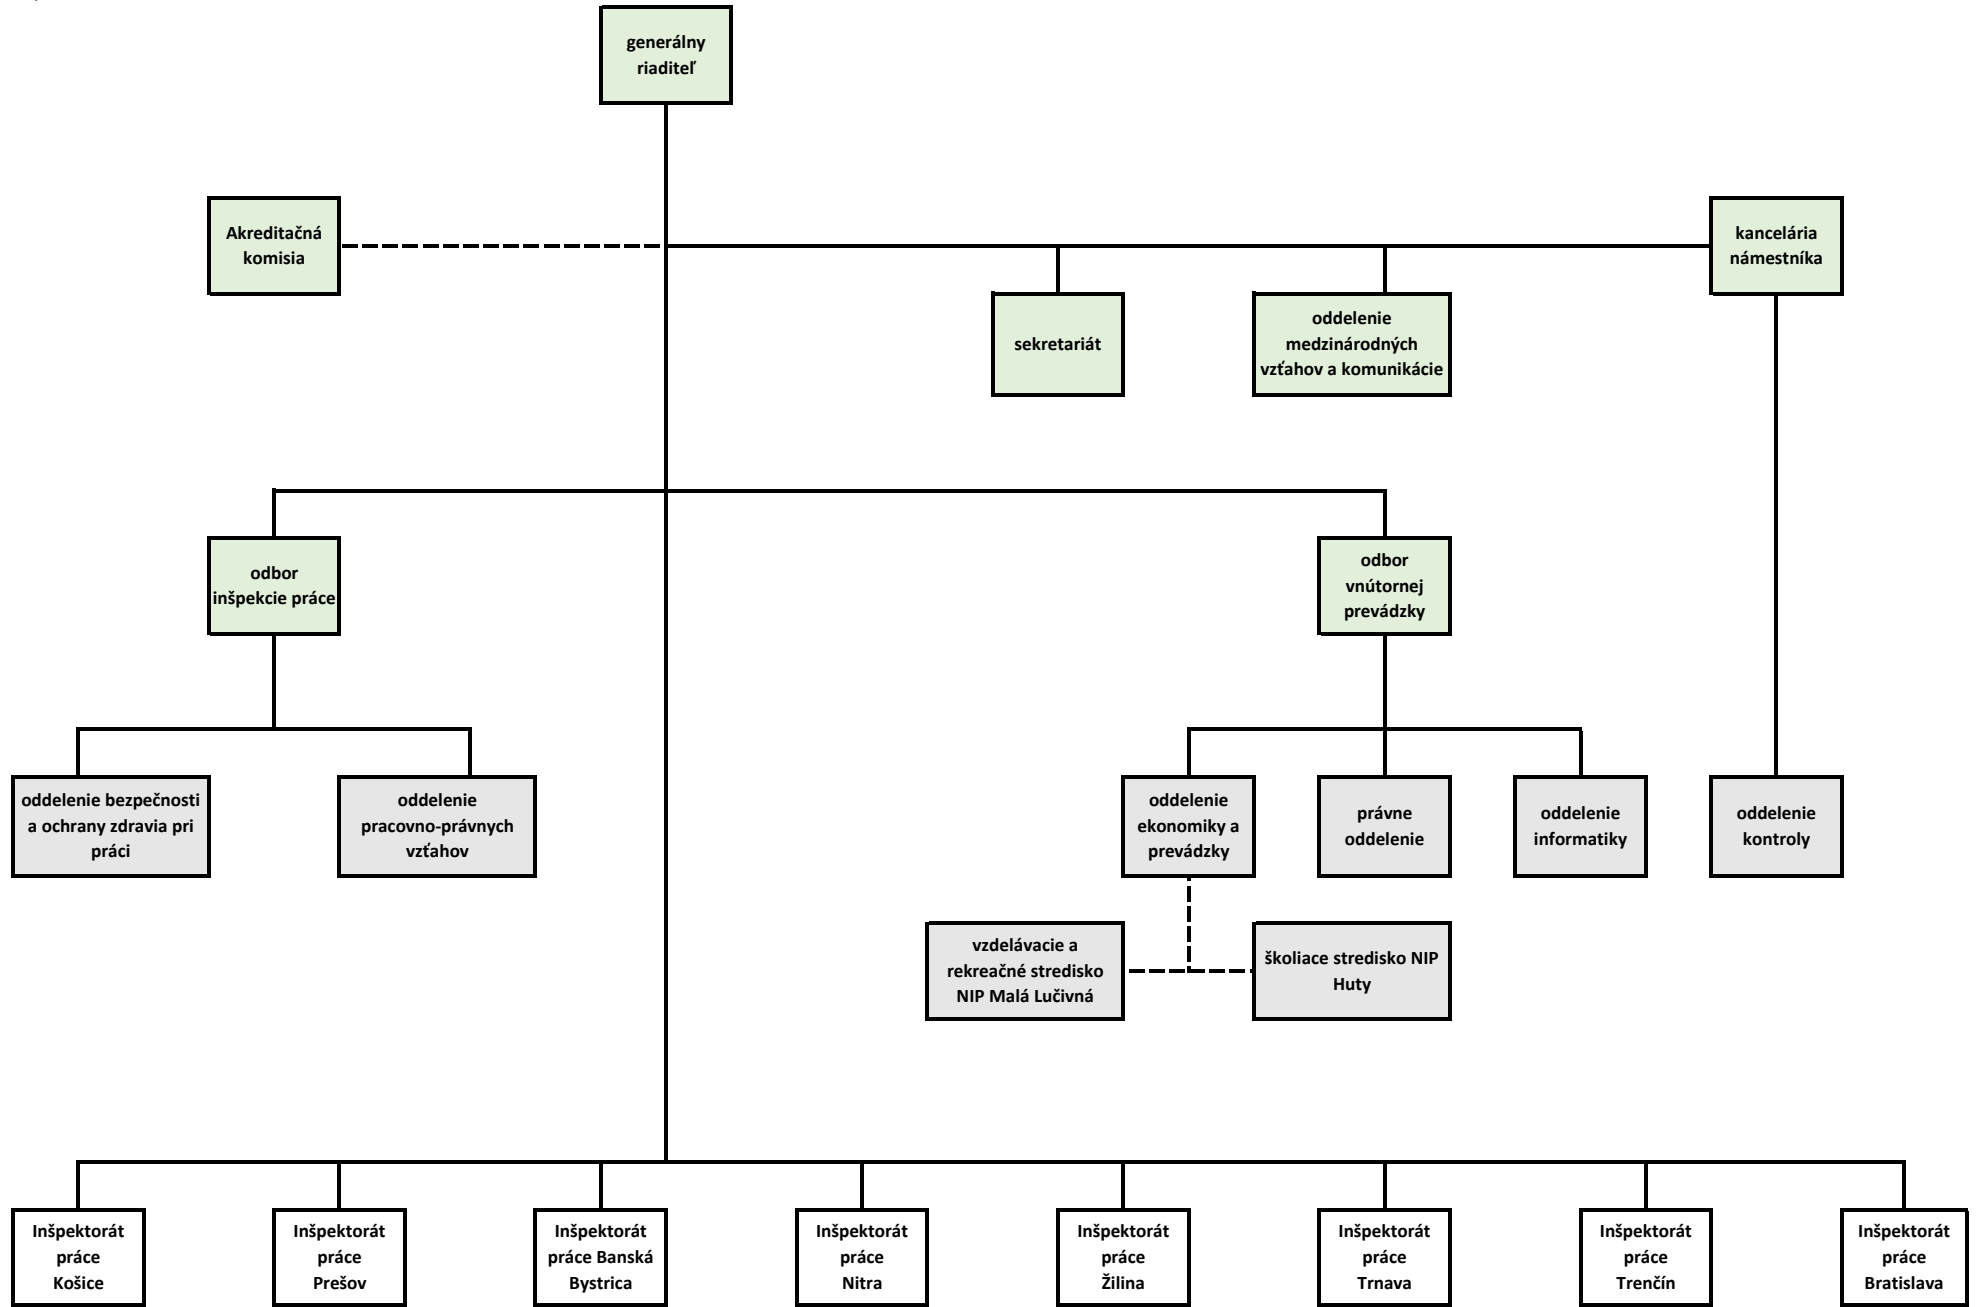 generálny
riaditeľ
Akreditačná
komisia
kancelária
námestníka
sekretariát
oddelenie
medzinárodných
vzťahov a komunikácie
odbor
inšpekcie práce
odbor
vnútornej
prevádzky
oddelenie bezpečnosti
a ochrany zdravia pri
práci
oddelenie
pracovno-právnych
vzťahov
oddelenie
ekonomiky a
prevádzky
právne
oddelenie
oddelenie
informatiky
oddelenie
kontroly
vzdelávacie a
rekreačné stredisko
NIP Malá Lučivná
školiace stredisko NIP
Huty
Inšpektorát
práce
Košice
Inšpektorát
práce
Prešov
Inšpektorát
práce Banská
Bystrica
Inšpektorát
práce
Nitra
Inšpektorát
práce
Žilina
Inšpektorát
práce
Trnava
Inšpektorát
práce
Trenčín
Inšpektorát
práce
Bratislava